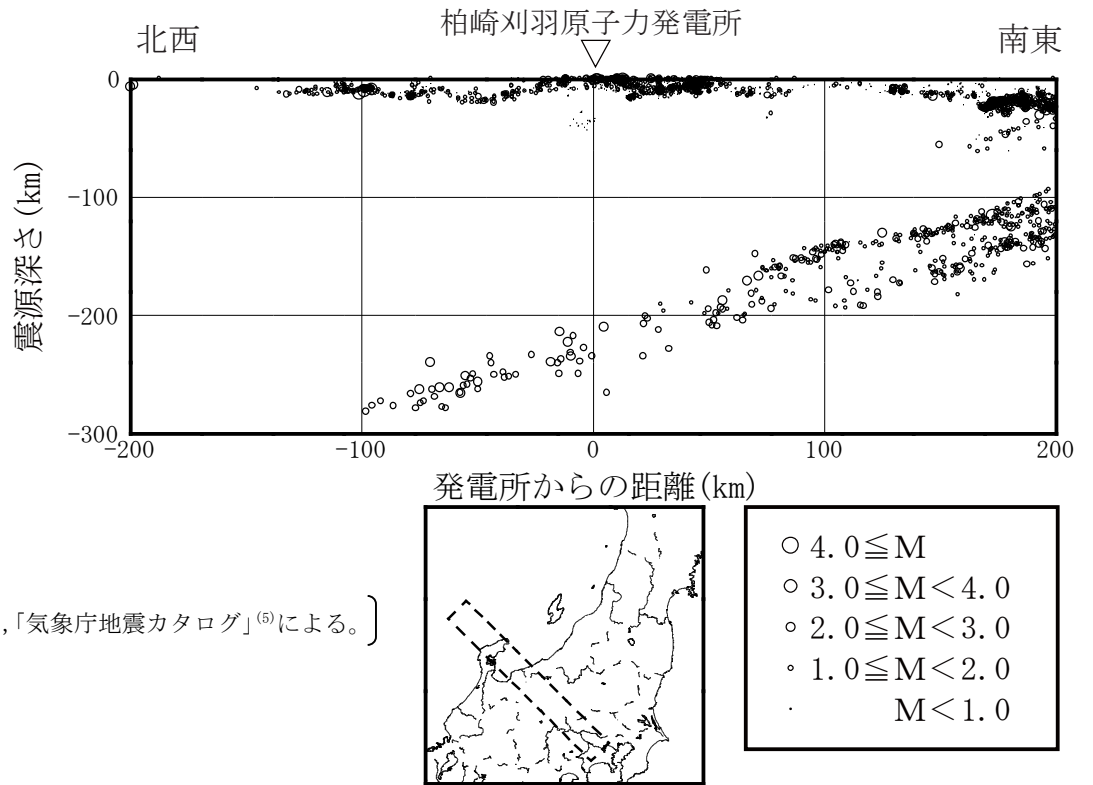 柏崎刈羽原子力発電所
北西
南東
震源深さ(km)
0
-100
-200
-300
-200
-100
0
100
200
発電所からの距離(km)
,「気象庁地震カタログ」(5)による。
4.0≦M
3.0≦M<4.0
2.0≦M<3.0
1.0≦M<2.0
M<1.0